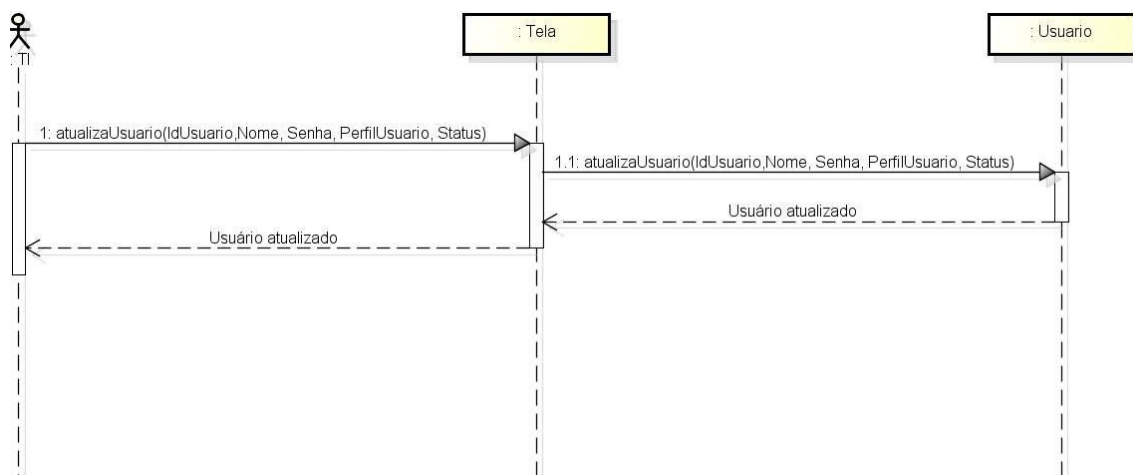 : TI
: Tela
: Usuario
1: atualizaUsuario(IdUsuario,Nome, Senha, PerfilUsuario, Status)
1.1: atualizaUsuario(IdUsuario,Nome, Senha, PerfilUsuario, Status)
Usuário atualizado
Usuário atualizado